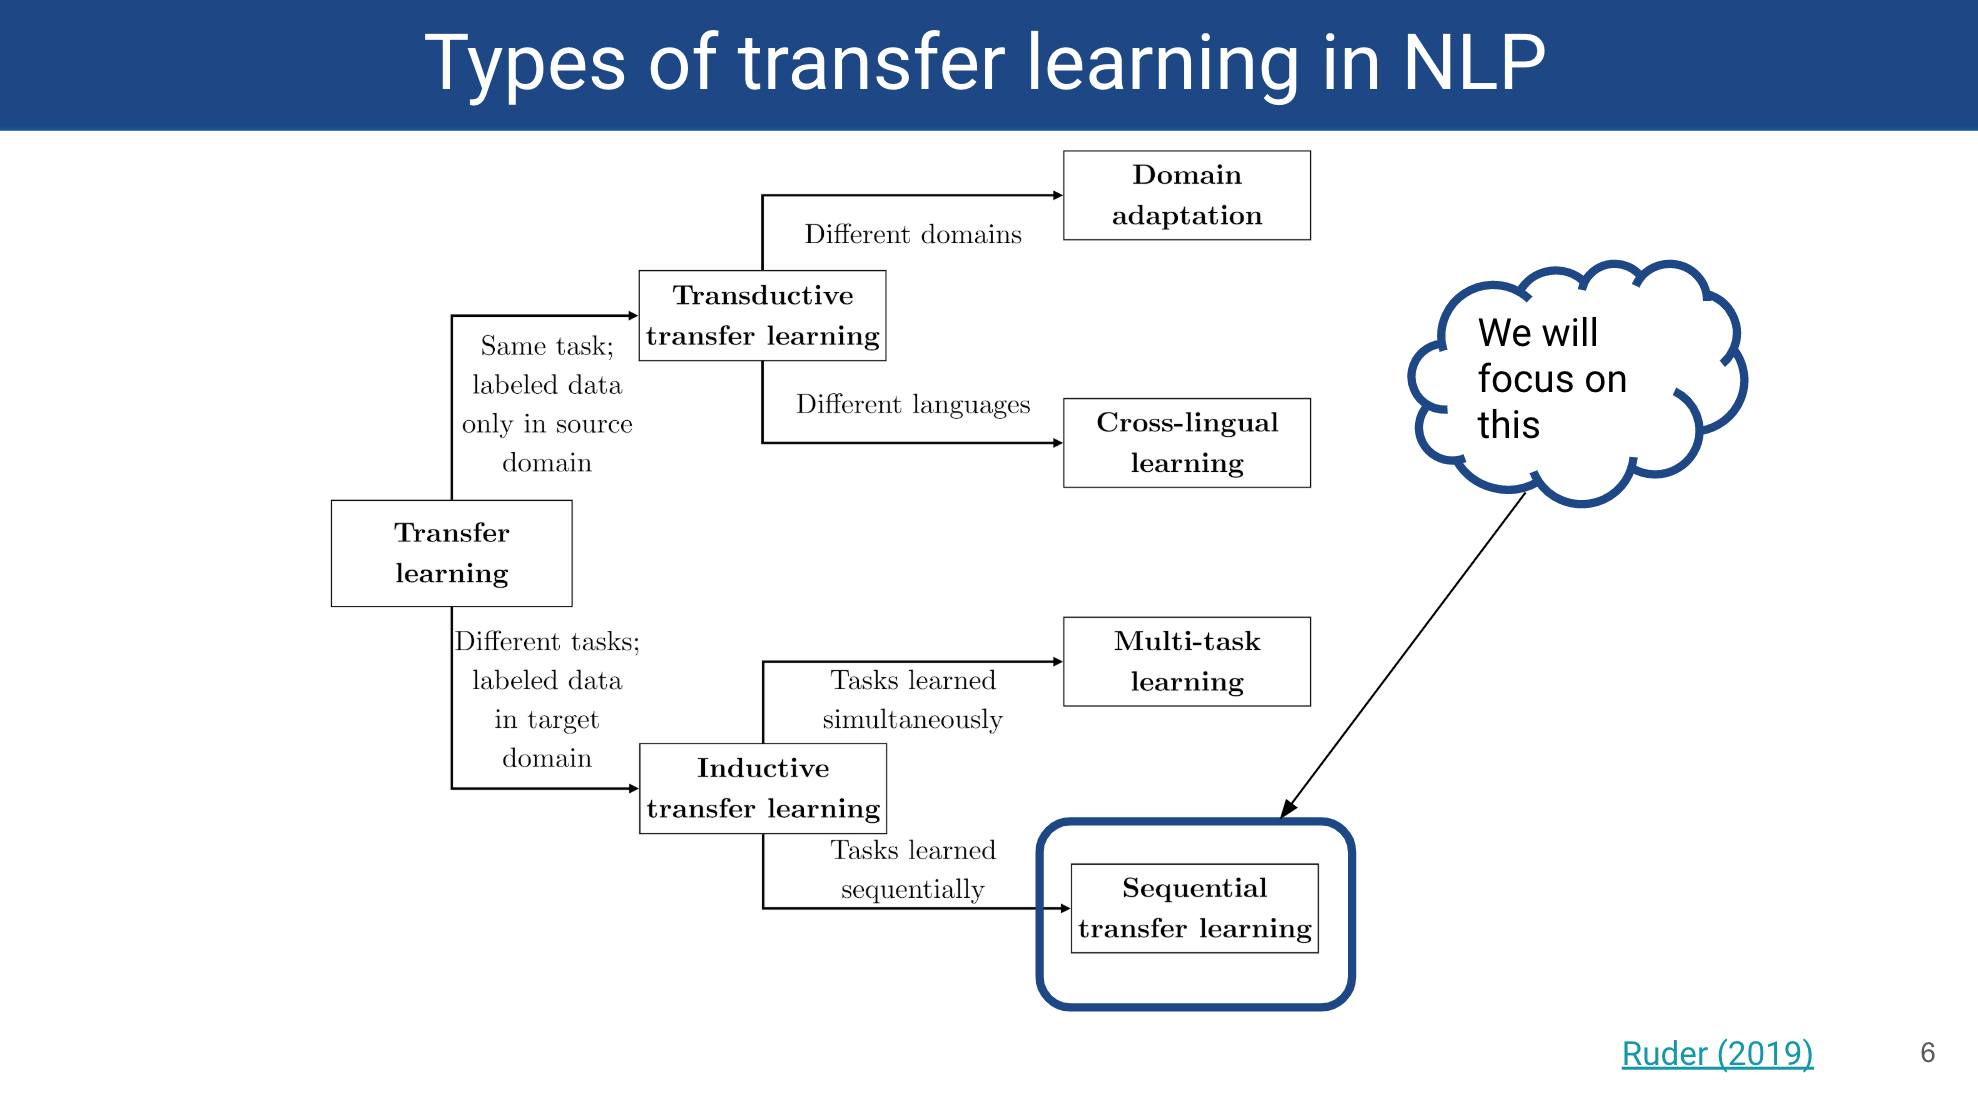 Types of transfer learning in NLP
Domain
adaptation
Different domains
Transductive
transfer learning
Same task;
labeled data
only in source
domain
Different languages
Cross-lingual
learning
We will
focus on
this
Transfer
learning
Different tasks;
labeled data
in target
domain
Multi-task
learning
Tasks learned
simultaneously
Inductive
transfer learning
Tasks learned
sequentially
Sequential
transfer learning
Ruder (2019)
6